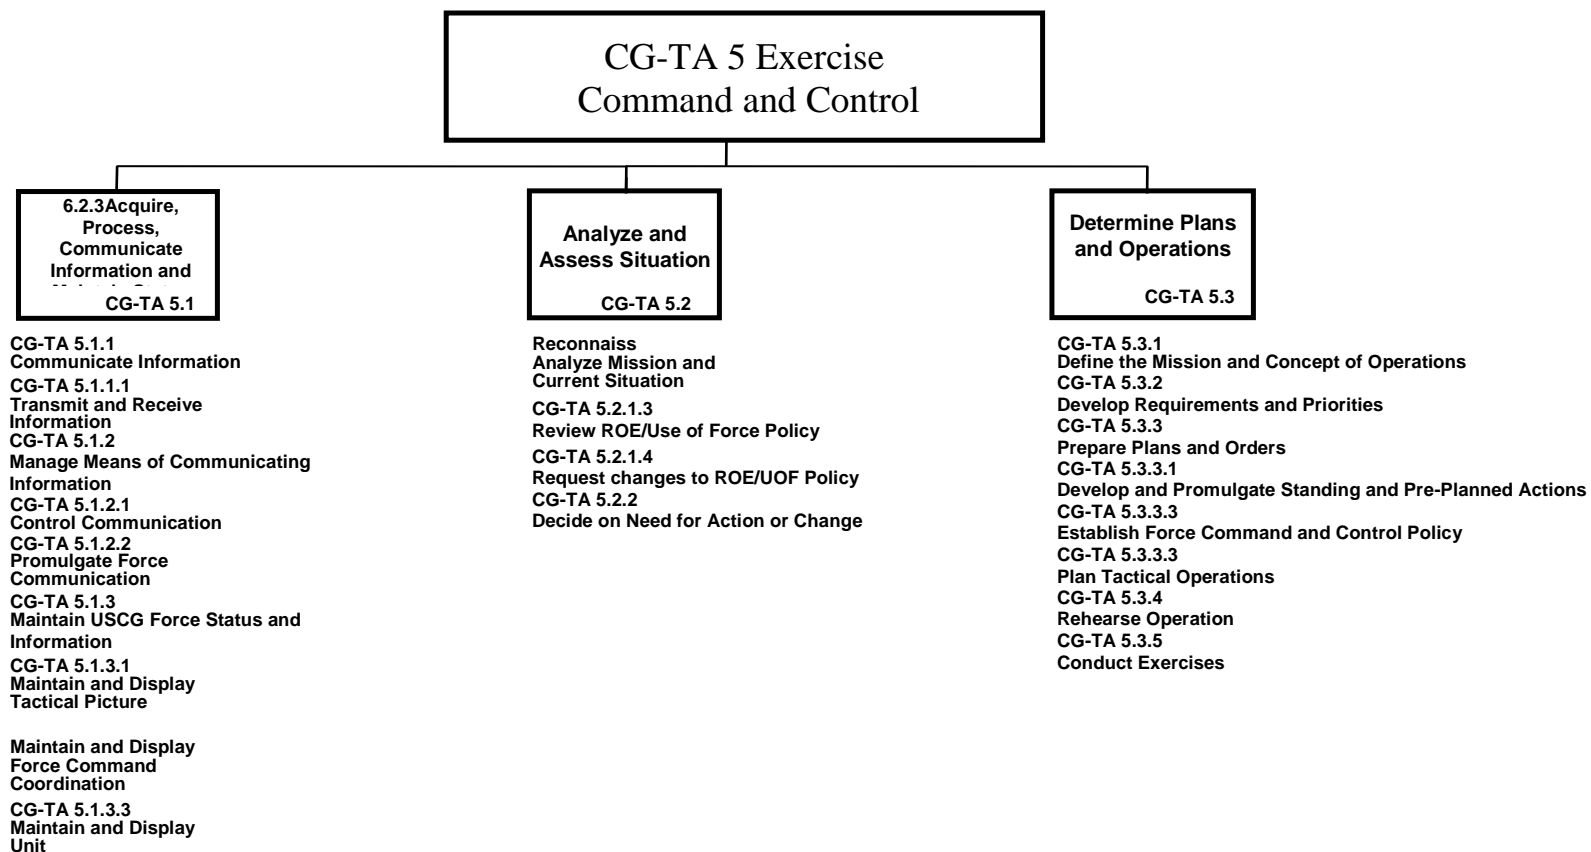 CG-TA 5 Exercise
Command and Control
6.2.3Acquire,
Process,
Communicate
Information and
CG-TA 5.1
Analyze and
Assess Situation
CG-TA 5.2
Determine Plans
and Operations
CG-TA 5.3
CG-TA 5.1.1
Communicate Information
CG-TA 5.1.1.1
Transmit and Receive
Information
CG-TA 5.1.2
Manage Means of Communicating
Information
CG-TA 5.1.2.1
Control Communication
CG-TA 5.1.2.2
Promulgate Force
Communication
CG-TA 5.1.3
Maintain USCG Force Status and
Information
CG-TA 5.1.3.1
Maintain and Display
Tactical Picture
Maintain and Display
Force Command
Coordination
CG-TA 5.1.3.3
Maintain and Display
Unit
Reconnaiss
Analyze Mission and
Current Situation
CG-TA 5.2.1.3
Review ROE/Use of Force Policy
CG-TA 5.2.1.4
Request changes to ROE/UOF Policy
CG-TA 5.2.2
Decide on Need for Action or Change
CG-TA 5.3.1
Define the Mission and Concept of Operations
CG-TA 5.3.2
Develop Requirements and Priorities
CG-TA 5.3.3
Prepare Plans and Orders
CG-TA 5.3.3.1
Develop and Promulgate Standing and Pre-Planned Actions
CG-TA 5.3.3.3
Establish Force Command and Control Policy
CG-TA 5.3.3.3
Plan Tactical Operations
CG-TA 5.3.4
Rehearse Operation
CG-TA 5.3.5
Conduct Exercises